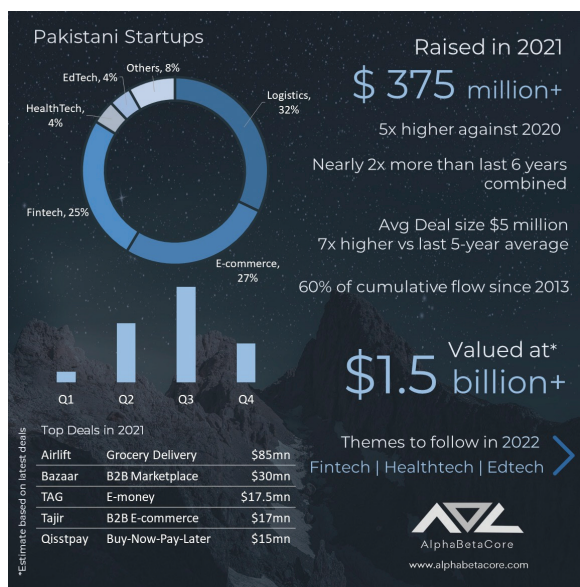 Pakistani Startups
Others, 8%
EdTech, 4%
HealthTech,
4%
Logistics,
32%
Fintech, 25%
E-commerce,
27%
Q1
Q2
Q3
Q4
Top Deals in 2021
Airlift Grocery Delivery $85mn
Bazaar B2B Marketplace $30mn
TAG E-money $17.5mn
Tajir B2B E-commerce $17mn
Qisstpay Buy-Now-Pay-Later $15mn
*Estimate based on latest deals
Raised in 2021
$ 375 million+
5x higher against 2020
Nearly 2x more than last 6 years
combined
Avg Deal size $5 million
7x higher vs last 5-year average
60% of cumulative flow since 2013
Valued at*
$1.5 billion+
Themes to follow in 2022
Fintech | Healthtech | Edtech
AlphaBetaCore
www.alphabetacore.com